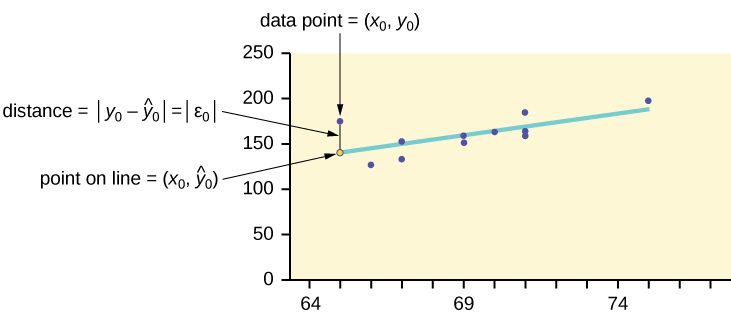 data point = (x₀, y₀)
distance = |y₀ – ŷ₀| = |ε₀|
point on line = (x₀, ŷ₀)
250
200
150
100
50
0
64 69 74